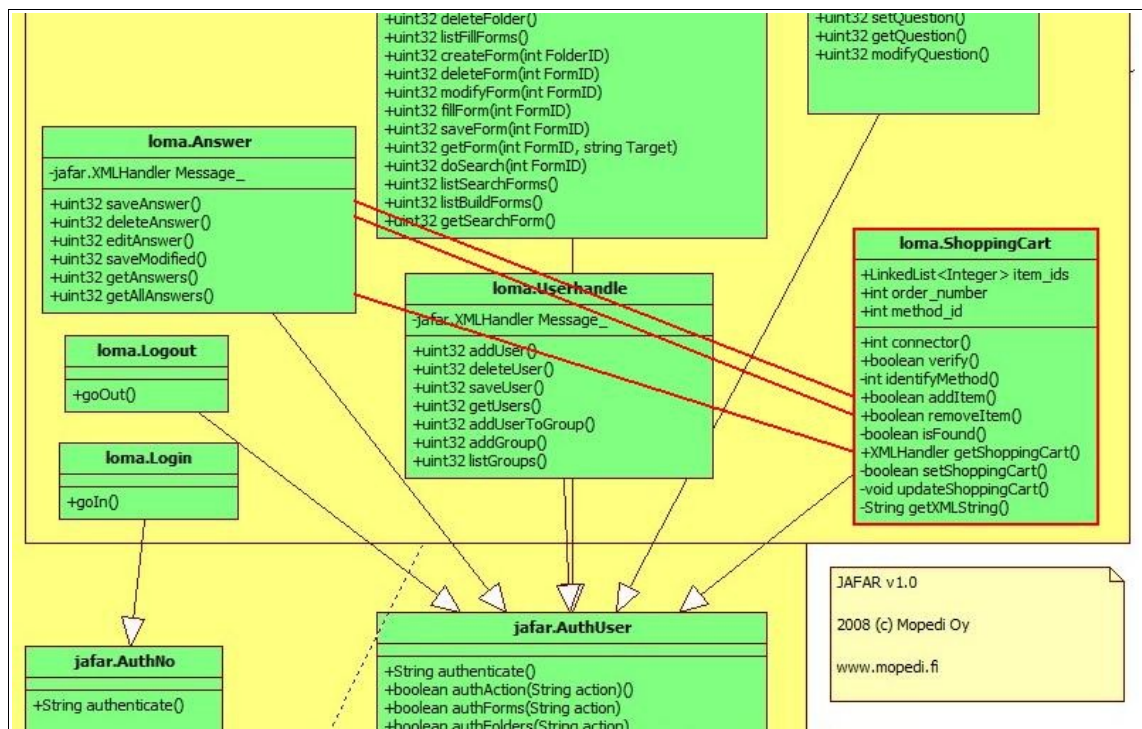 +uint32 deleteFolder()
+uint32 listFillForms()
+uint32 createForm(int FolderID)
+uint32 deleteForm(int FormID)
+uint32 modifyForm(int FormID)
+uint32 fillForm(int FormID)
+uint32 saveForm(int FormID)
+uint32 getForm(int FormID, string Target)
+uint32 doSearch(int FormID)
+uint32 listSearchForms()
+uint32 listBuildForms()
+uint32 getSearchForm()
+uint32 setQuestion()
+uint32 getQuestion()
+uint32 modifyQuestion()
loma.Answer
-jafar.XMLHandler Message_
+uint32 saveAnswer()
+uint32 deleteAnswer()
+uint32 editAnswer()
+uint32 saveModified()
+uint32 getAnswers()
+uint32 getAllAnswers()
loma.Userhandle
-jafar.XMLHandler Message_
+uint32 addUser()
+uint32 deleteUser()
+uint32 saveUser()
+uint32 getUsers()
+uint32 addUserToGroup()
+uint32 addGroup()
+uint32 listGroups()
loma.ShoppingCart
+LinkedList<Integer> item_ids
+int order_number
+int method_id
+int connector()
+boolean verify()
-int identifyMethod()
+boolean addItem()
+boolean removeItem()
-boolean isFound()
+XMLHandler getShoppingCart()
-boolean setShoppingCart()
-void updateShoppingCart()
-String getXMLString()
loma.Logout
+goOut()
loma.Login
+goIn()
jafar.AuthNo
+String authenticate()
jafar.AuthUser
+String authenticate()
+boolean authAction(String action)()
+boolean authForms(String action)
+boolean authFolders(String action)
JAFAR v1.0
2008 (c) Mopedi Oy
www.mopedi.fi